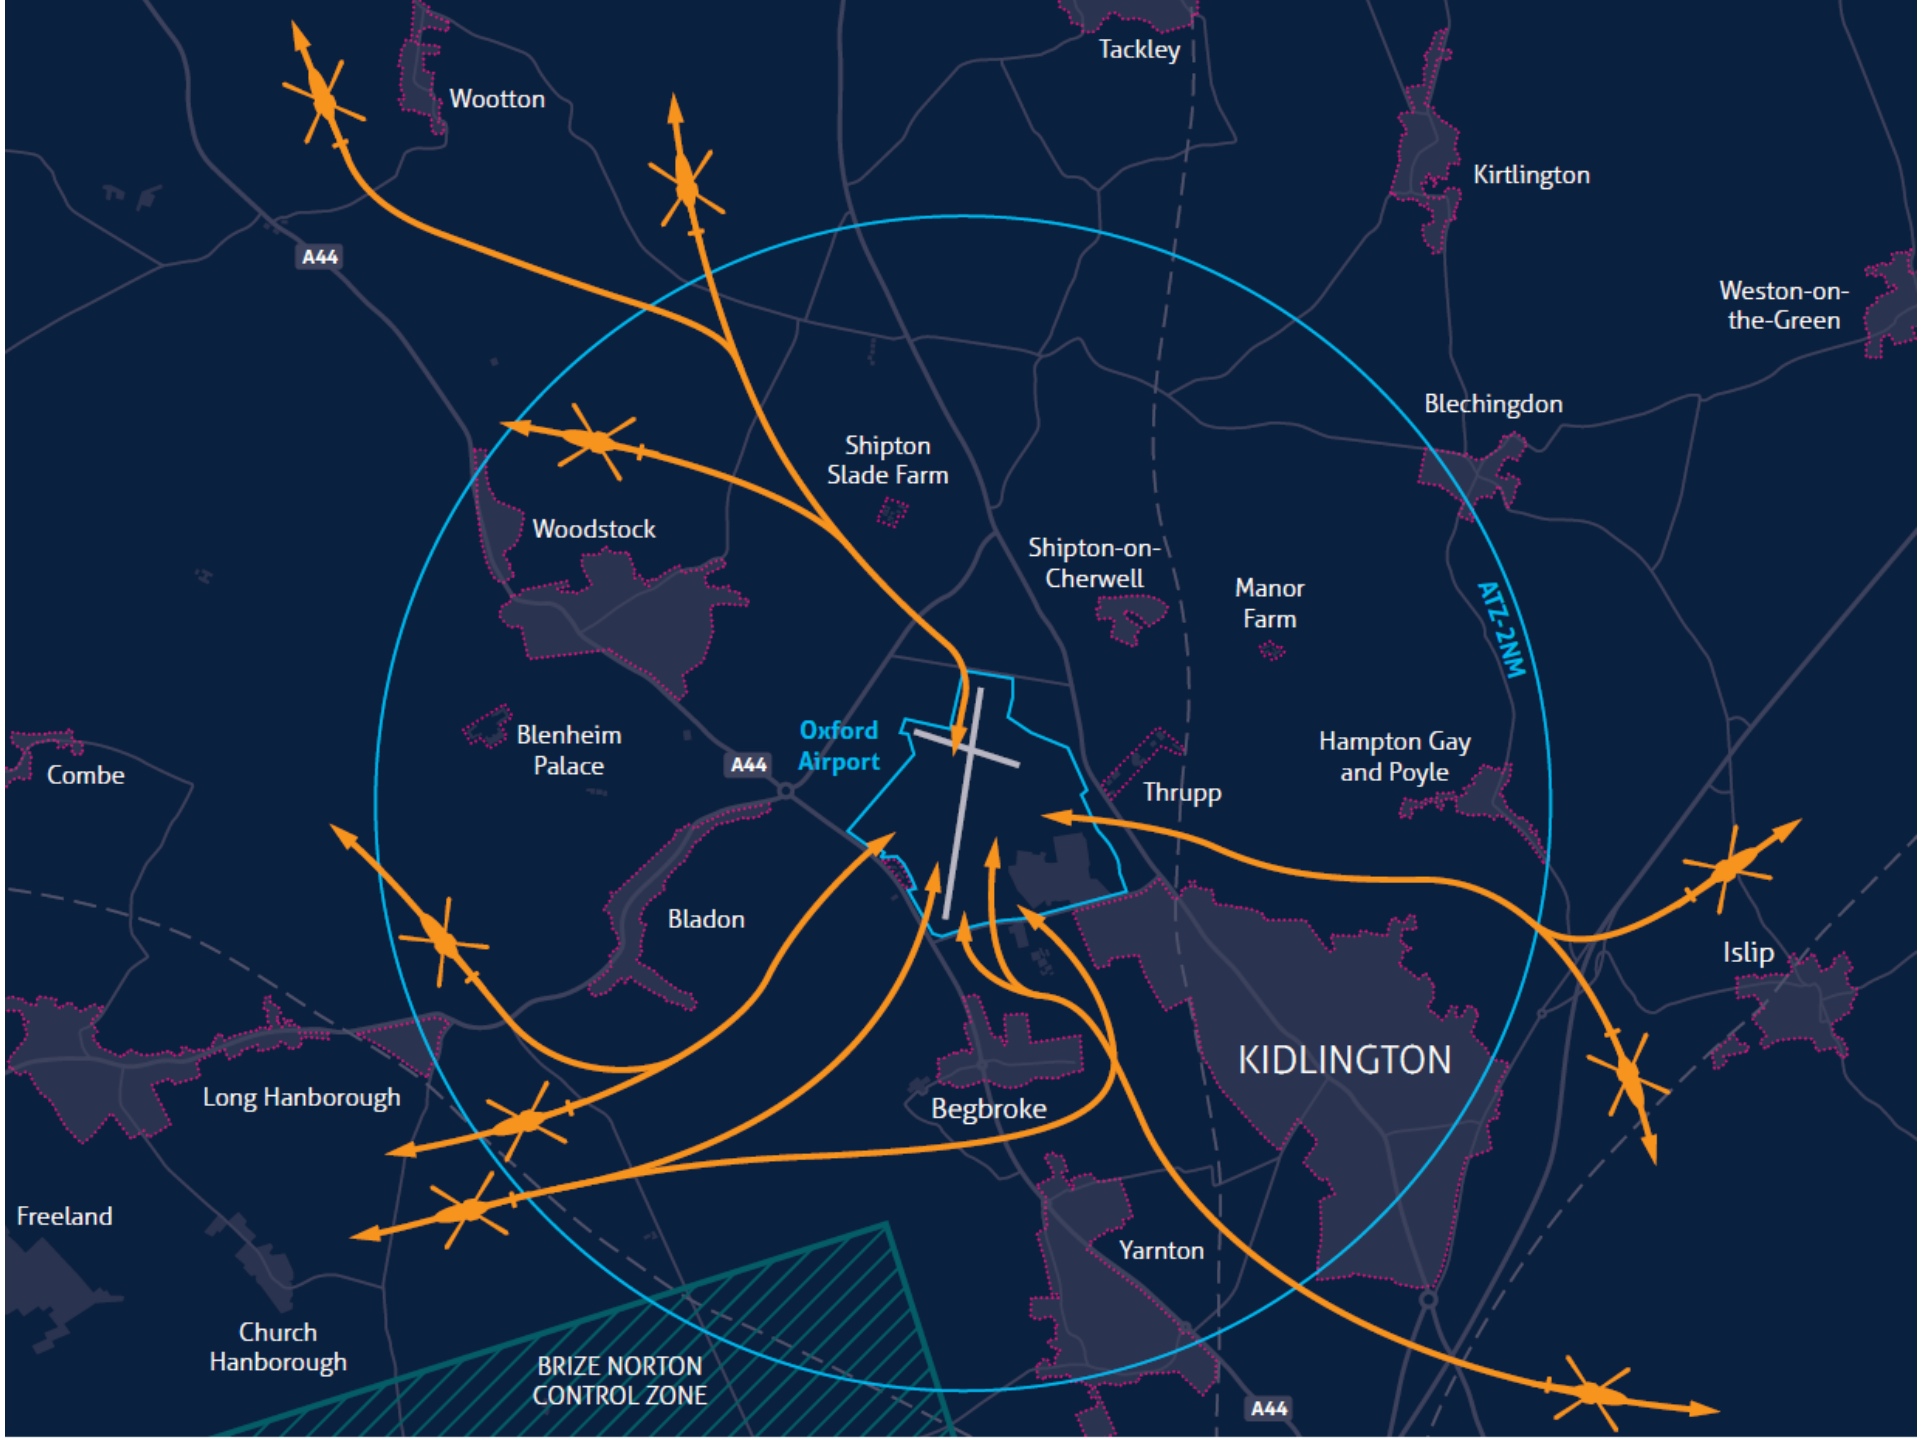 Tackley
Wootton
Kirtlington
A44
Weston-on-
the-Green
Blechingdon
Shipton
Slade Farm
Woodstock
Shipton-on-
Cherwell
Manor
Farm
ATZ-2NM
Blenheim
Palace
Oxford
Airport
A44
Hampton Gay
and Poyle
Combe
Thrupp
Bladon
Islip
KIDLINGTON
Long Hanborough
Begbroke
Freeland
Yarnton
Church
Hanborough
BRIZE NORTON
CONTROL ZONE
A44